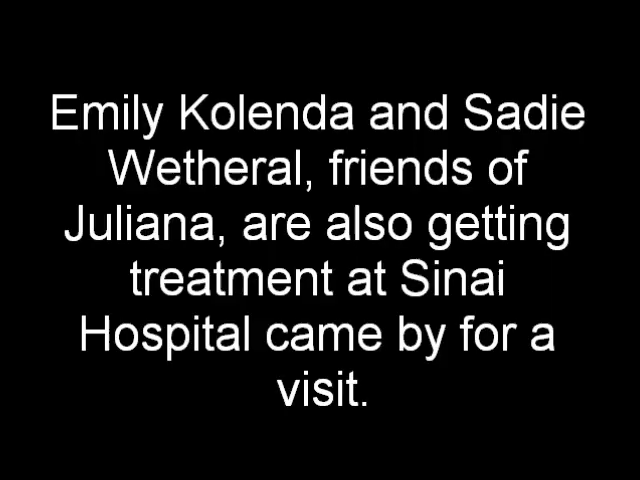 Emily Kolenda and Sadie
Wetheral, friends of
Juliana, are also getting
treatment at Sinai
Hospital came by for a
visit.